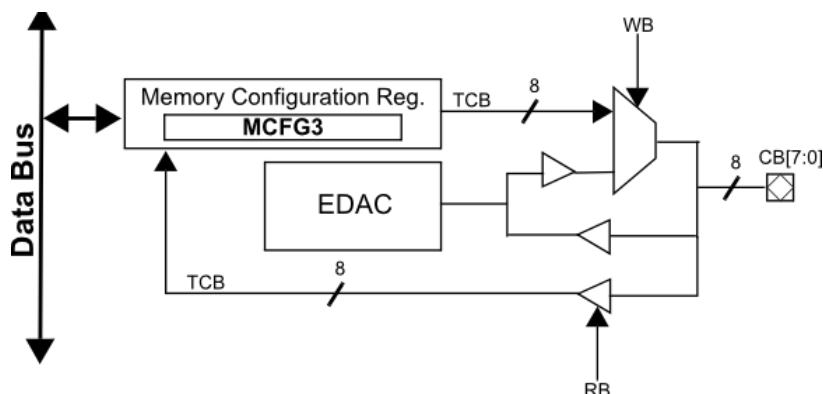 WB
Memory Configuration Reg.
MCFG3
TCB
8
8
CB[7:0]
EDAC
Data Bus
TCB
8
RB